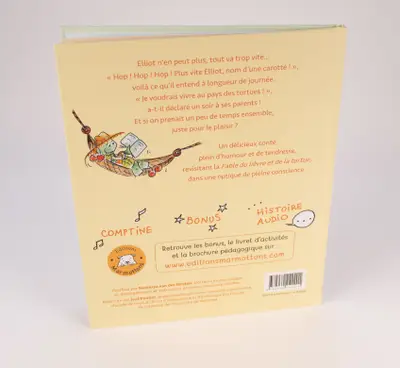 Elliot n'en peut plus, tout va trop vite...
« Hop ! Hop ! Hop ! Plus vite Elliot, nom d'une carotte ! »
voilà ce qu'il entend à longueur de journée.
« Je voudrais vivre au pays des tortues ! »
a-t-il déclaré un soir à ses parents !
Et si on prenait un peu de temps ensemble,
juste pour le plaisir ?
Un délicieux conte
plein d'humour et de tendresse,
revisitant la Fable du lièvre et de la tortue,
dans une optique de pleine conscience.
COMPTINE
BONUS
HISTOIRE
AUDIO
Retrouve les bonus, le livret d'activités
et la brochure pédagogique sur
www.editionsmarmottons.com